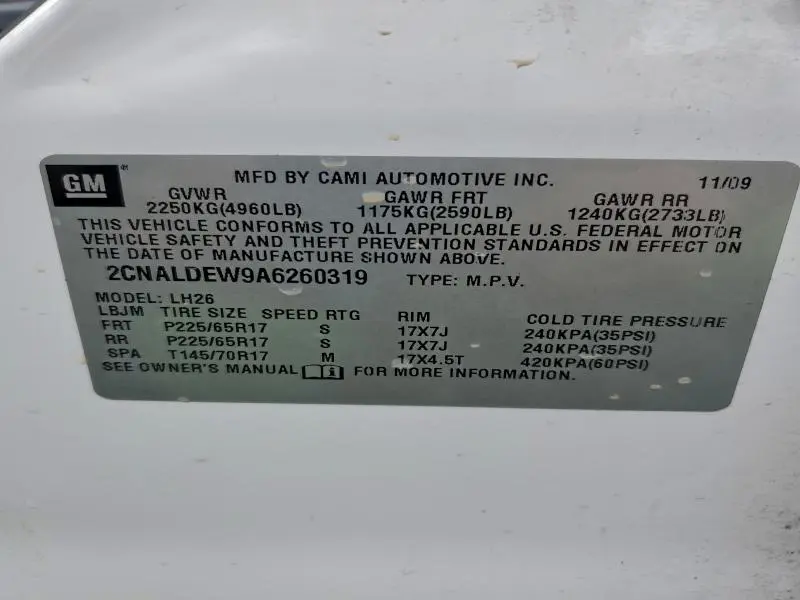 GM
MFD BY CAMI AUTOMOTIVE INC. 11/09
GVWR GAWR FRT GAWR RR
2250KG(4960LB) 1175KG(2590LB) 1240KG(2733LB)
THIS VEHICLE CONFORMS TO ALL APPLICABLE U.S. FEDERAL MOTOR
VEHICLE SAFETY AND THEFT PREVENTION STANDARDS IN EFFECT ON
THE DATE OF MANUFACTURE SHOWN ABOVE.
2CNALDEW9A6260319 TYPE: M.P.V.
MODEL: LH26
LBJM TIRE SIZE SPEED RTG RIM COLD TIRE PRESSURE
FRT P225/65R17 S 17X7J 240KPA(35PSI)
RR P225/65R17 S 17X7J 240KPA(35PSI)
SPA T145/70R17 M 17X4.5T 420KPA(60PSI)
SEE OWNER'S MANUAL FOR MORE INFORMATION.